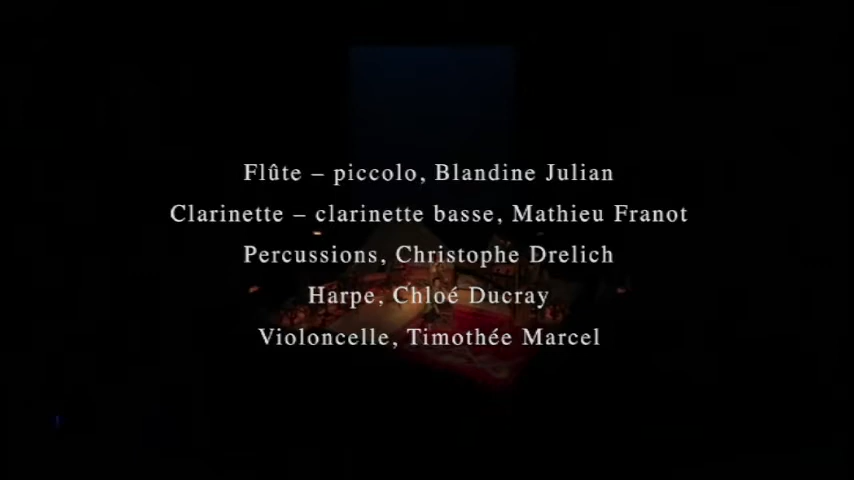 Flûte – piccolo, Blandine Julian
Clarinette – clarinette basse, Mathieu Franot
Percussions, Christophe Drelich
Harpe, Chloé Ducray
Violoncelle, Timothée Marcel